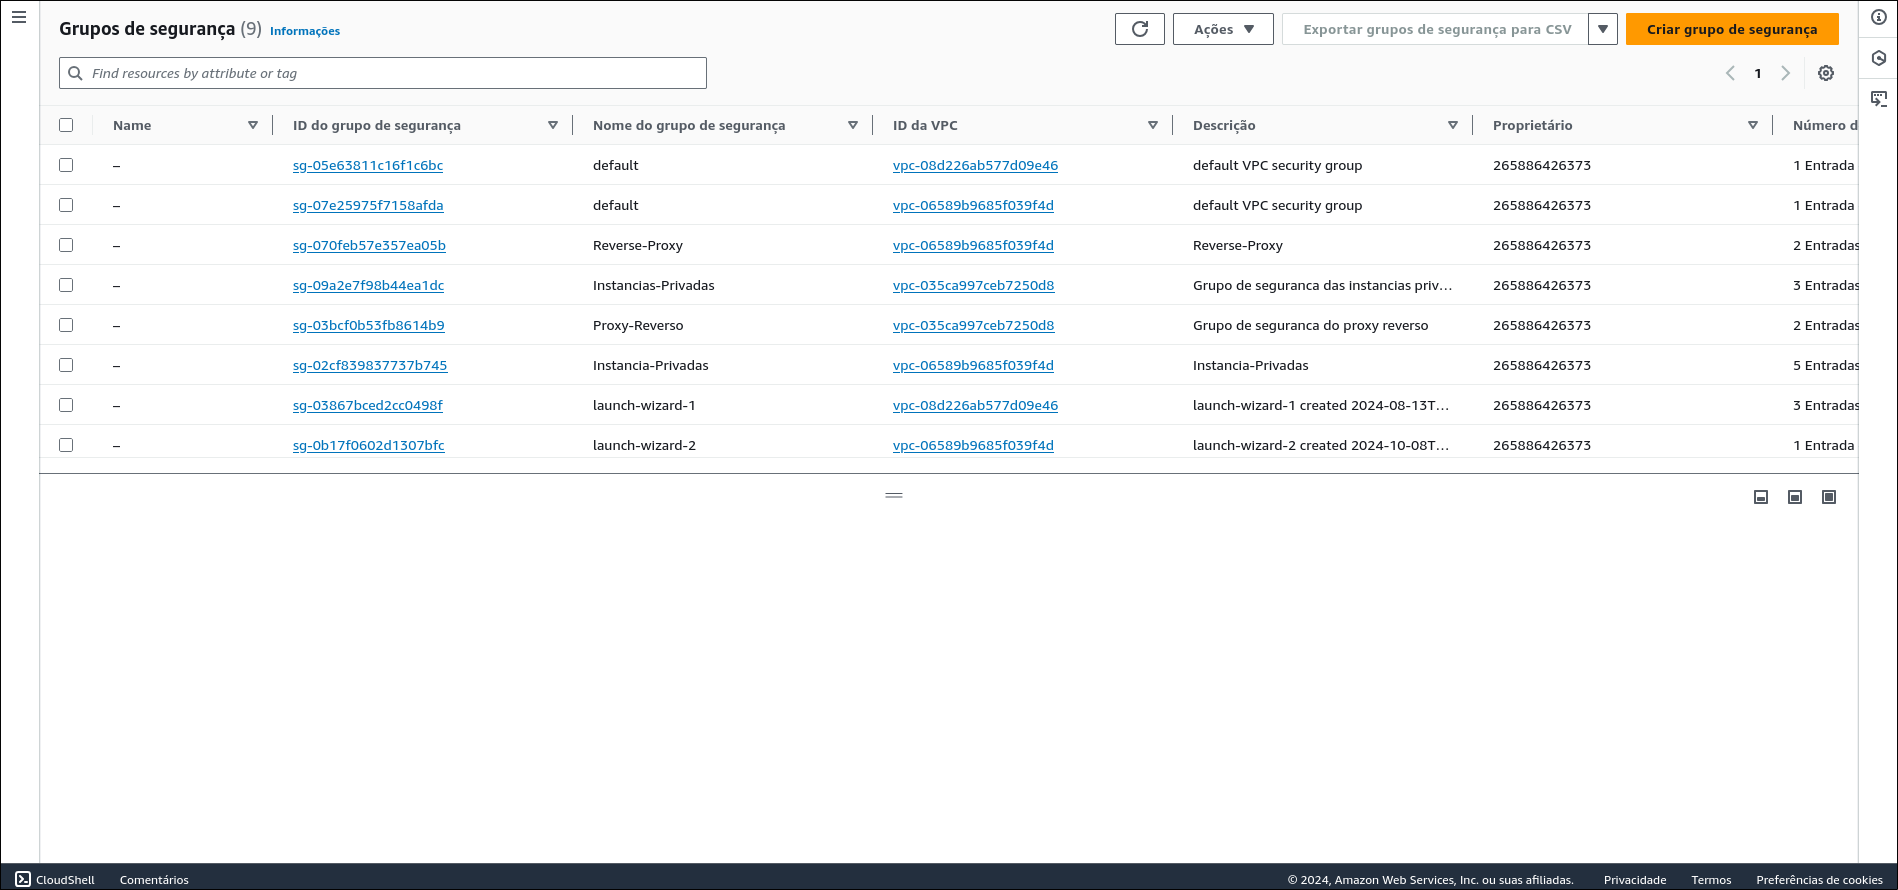 Grupos de segurança (9) Informações
Ações
Exportar grupos de segurança para CSV
Criar grupo de segurança
Find resources by attribute or tag
1
Name ID do grupo de segurança Nome do grupo de segurança ID da VPC Descrição Proprietário Número d
– sg-05e63811c16f1c6bc default vpc-08d226ab577d09e46 default VPC security group 265886426373 1 Entrada
– sg-07e25975f7158afda default vpc-06589b9685f039f4d default VPC security group 265886426373 1 Entrada
– sg-070feb57e357ea05b Reverse-Proxy vpc-06589b9685f039f4d Reverse-Proxy 265886426373 2 Entradas
– sg-09a2e7f98b44ea1dc Instancias-Privadas vpc-035ca997ceb7250d8 Grupo de seguranca das instancias priv… 265886426373 3 Entradas
– sg-03bcf0b53fb8614b9 Proxy-Reverso vpc-035ca997ceb7250d8 Grupo de seguranca do proxy reverso 265886426373 2 Entradas
– sg-02cf839837737b745 Instancia-Privadas vpc-06589b9685f039f4d Instancia-Privadas 265886426373 5 Entradas
– sg-03867bced2cc0498f launch-wizard-1 vpc-08d226ab577d09e46 launch-wizard-1 created 2024-08-13T… 265886426373 3 Entradas
– sg-0b17f0602d1307bfc launch-wizard-2 vpc-06589b9685f039f4d launch-wizard-2 created 2024-10-08T… 265886426373 1 Entrada
CloudShell Comentários © 2024, Amazon Web Services, Inc. ou suas afiliadas. Privacidade Termos Preferências de cookies